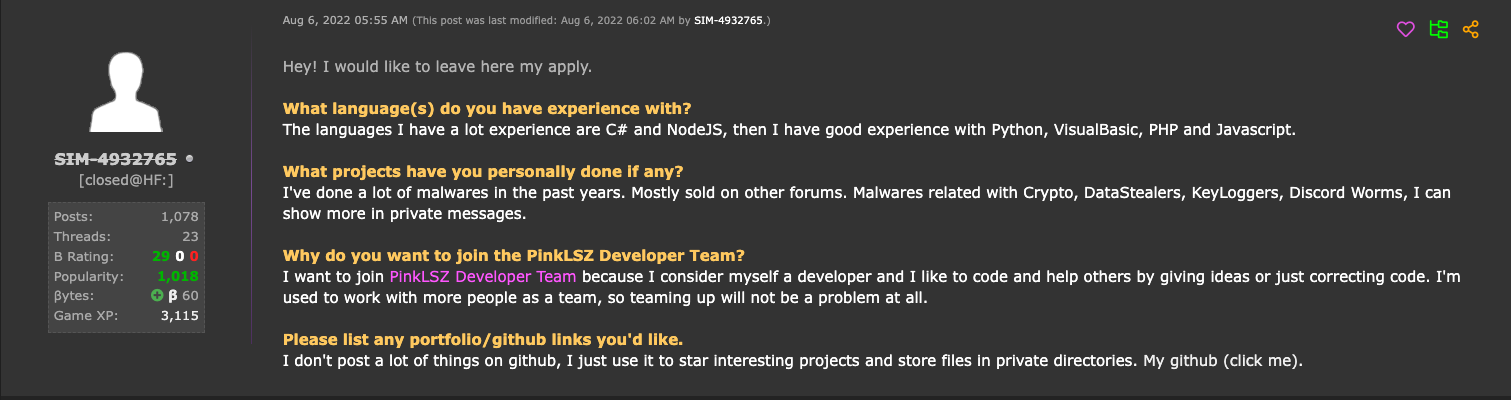 Aug 6, 2022 05:55 AM (This post was last modified: Aug 6, 2022 06:02 AM by SIM-4932765.)
SIM-4932765
[closed@HF:]
Posts: 1,078
Threads: 23
B Rating: 29 0 0
Popularity: 1,018
βytes: β 60
Game XP: 3,115
Hey! I would like to leave here my apply.
What language(s) do you have experience with?
The languages I have a lot experience are C# and NodeJS, then I have good experience with Python, VisualBasic, PHP and Javascript.
What projects have you personally done if any?
I've done a lot of malwares in the past years. Mostly sold on other forums. Malwares related with Crypto, DataStealers, KeyLoggers, Discord Worms, I can
show more in private messages.
Why do you want to join the PinkLSZ Developer Team?
I want to join PinkLSZ Developer Team because I consider myself a developer and I like to code and help others by giving ideas or just correcting code. I'm
used to work with more people as a team, so teaming up will not be a problem at all.
Please list any portfolio/github links you'd like.
I don't post a lot of things on github, I just use it to star interesting projects and store files in private directories. My github (click me).